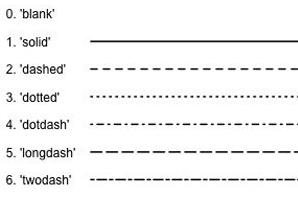 0. 'blank'
1. 'solid'
2. 'dashed'
3. 'dotted'
4. 'dotdash'
5. 'longdash'
6. 'twodash'